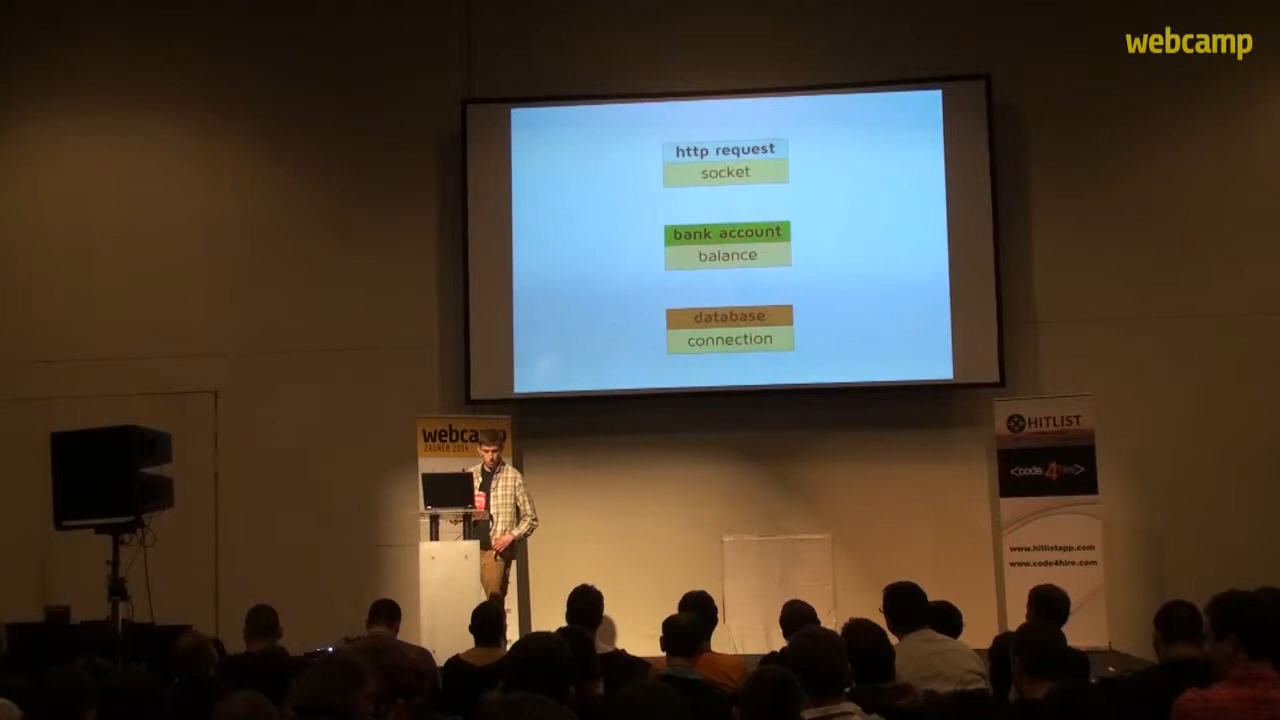 webcamp
http request
socket
bank account
balance
database
connection
webcamp
ZAGREB 2014
HITLIST
<code4hire>
www.hitlistapp.com
www.code4hire.com